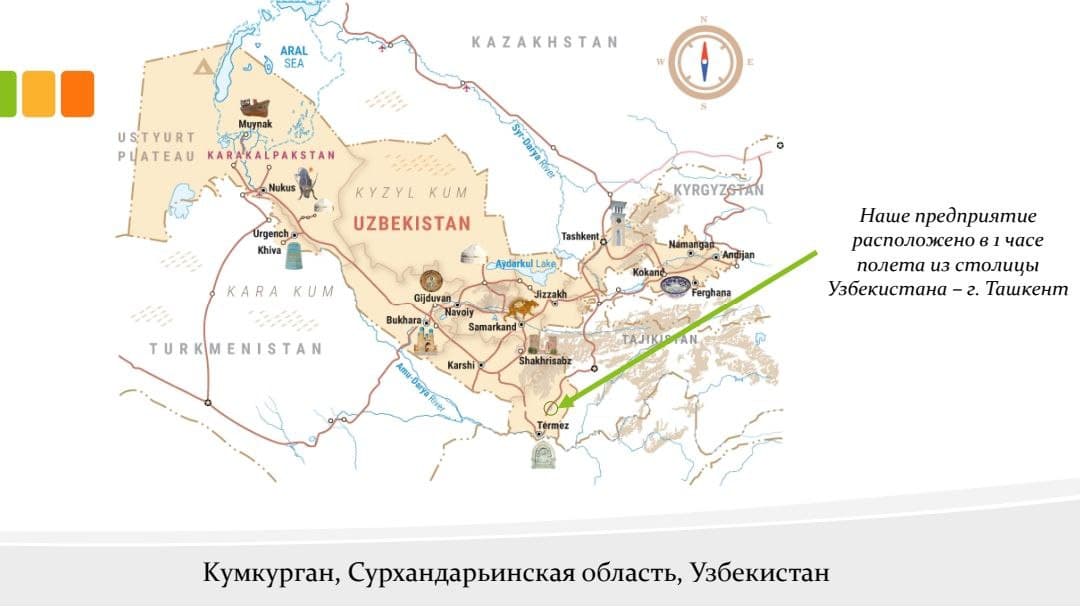 KAZAKHSTAN
N
W
E
S
ARAL
SEA
Muynak
USTYURT
PLATEAU
KARAKALPAKSTAN
Nukus
KYZYL KUM
UZBEKISTAN
Syr-Darya River
KYRGYZSTAN
Urgench
Khiva
Tashkent
Namangan
Andijan
Kokand
Ferghana
Aydarkul Lake
KARA KUM
Gijduvan
Navoiy
Jizzakh
Bukhara
Samarkand
TURKMENISTAN
TAJIKISTAN
Karshi
Shakhrisabz
Amu-Darya River
Termez
Наше предприятие
расположено в 1 часе
полета из столицы
Узбекистана – г. Ташкент
Кумкурган, Сурхандарьинская область, Узбекистан